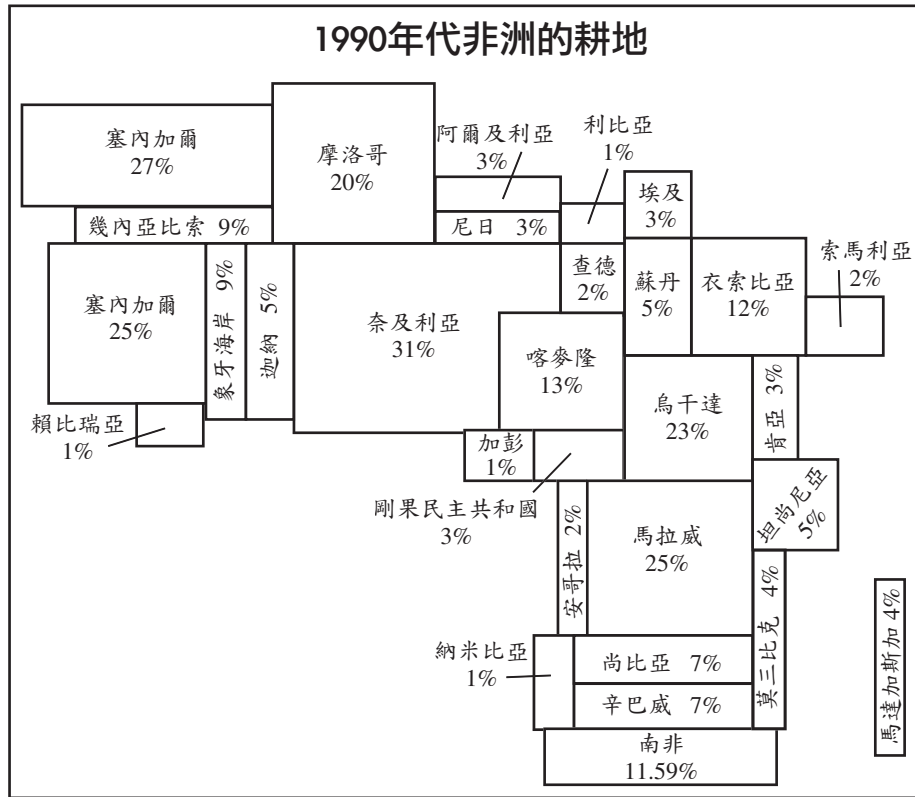 1990年代非洲的耕地
塞內加爾
27%
摩洛哥
20%
阿爾及利亞
3%
利比亞
1%
埃及
3%
幾內亞比索 9%
尼日 3%
索馬利亞
2%
塞內加爾
25%
象牙海岸 9%
迦納 5%
奈及利亞
31%
查德
2%
蘇丹
5%
衣索比亞
12%
喀麥隆
13%
烏干達
23%
肯亞 3%
賴比瑞亞
1%
加彭
1%
剛果民主共和國
3%
坦尚尼亞
5%
安哥拉 2%
馬拉威
25%
莫三比克 4%
馬達加斯加 4%
納米比亞
1%
尚比亞 7%
辛巴威 7%
南非
11.59%